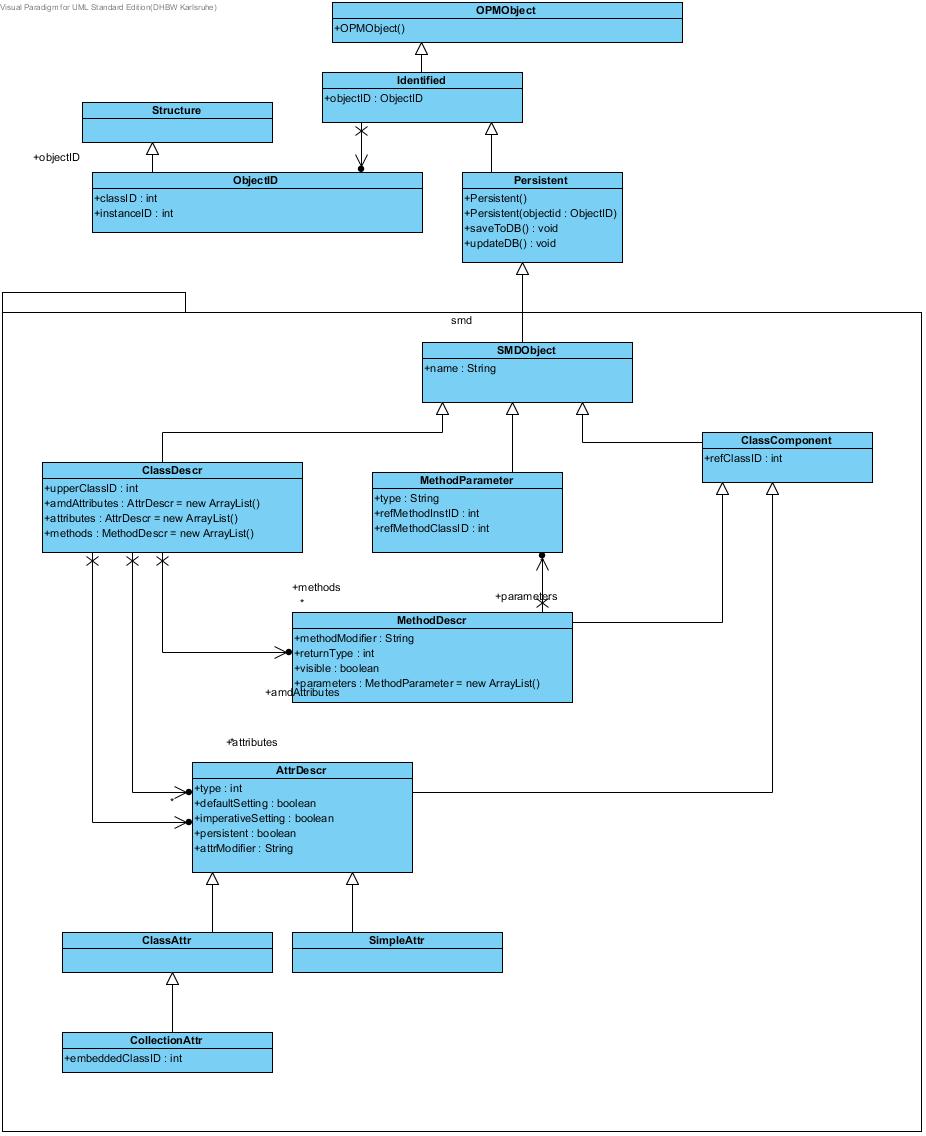 Visual Paradigm for UML Standard Edition(DHBW Karlsruhe)
OPMObject
+OPMObject()
Identified
+objectID : ObjectID
Structure
+objectID
ObjectID
+classID : int
+instanceID : int
Persistent
+Persistent()
+Persistent(objectid : ObjectID)
+saveToDB() : void
+updateDB() : void
smd
SMDObject
+name : String
ClassComponent
+refClassID : int
ClassDescr
+upperClassID : int
+amdAttributes : AttrDescr = new ArrayList()
+attributes : AttrDescr = new ArrayList()
+methods : MethodDescr = new ArrayList()
MethodParameter
+type : String
+refMethodInstID : int
+refMethodClassID : int
+methods
*
+parameters
MethodDescr
+methodModifier : String
+returnType : int
+visible : boolean
+parameters : MethodParameter = new ArrayList()
+amdAttributes
*
+attributes
AttrDescr
+type : int
*
+defaultSetting : boolean
+imperativeSetting : boolean
+persistent : boolean
+attrModifier : String
ClassAttr
SimpleAttr
CollectionAttr
+embeddedClassID : int